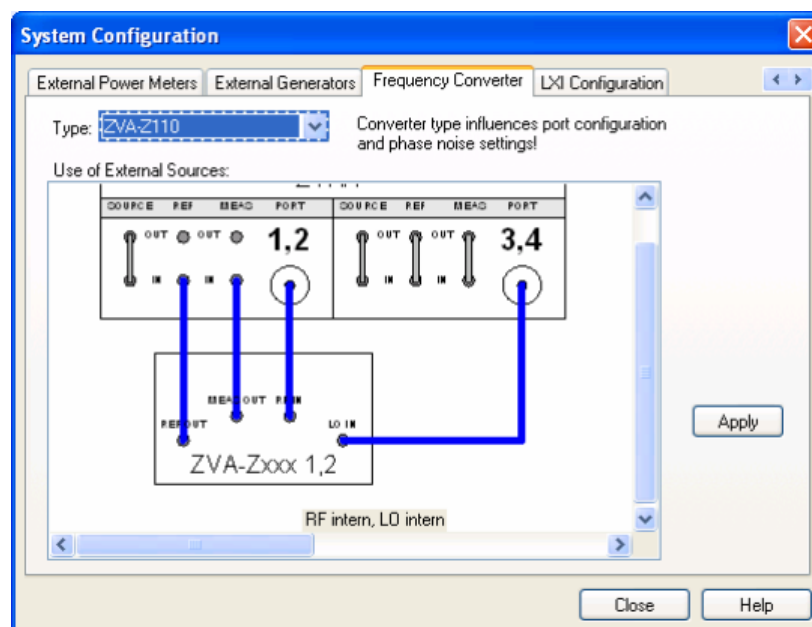 System Configuration
External Power Meters External Generators Frequency Converter LXI Configuration
Type: ZVA-Z110
Converter type influences port configuration
and phase noise settings!
Use of External Sources:
SOURCE REF MEAS PORT SOURCE REF MEAS PORT
OUT OUT 1,2 OUT OUT 3,4
IN IN IN IN
MEAS OUT RF IN
REF OUT LO IN
ZVA-Zxxx 1,2
RF intern, LO intern
Apply
Close Help